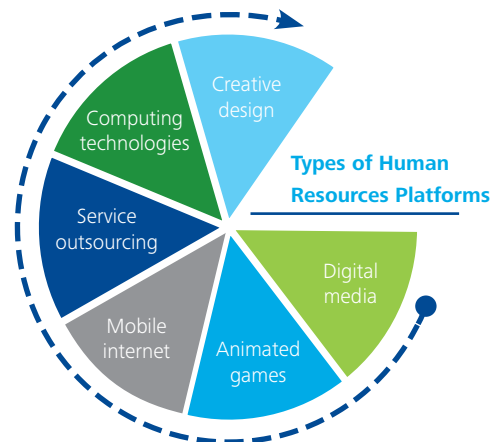 Creative
design
Computing
technologies
Types of Human
Resources Platforms
Service
outsourcing
Digital
media
Mobile
internet
Animated
games